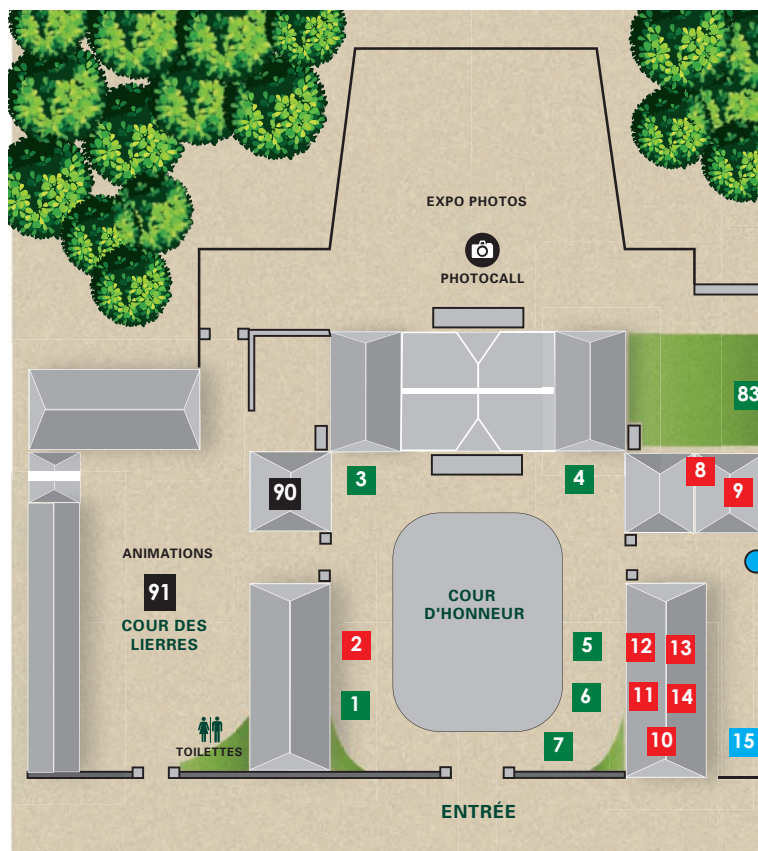 EXPO PHOTOS
PHOTOCALL
83
8
9
3
4
90
ANIMATIONS
91
COUR DES
LIERRES
COUR
D'HONNEUR
2
1
5
6
7
12
13
11
14
10
15
TOILETTES
ENTRÉE